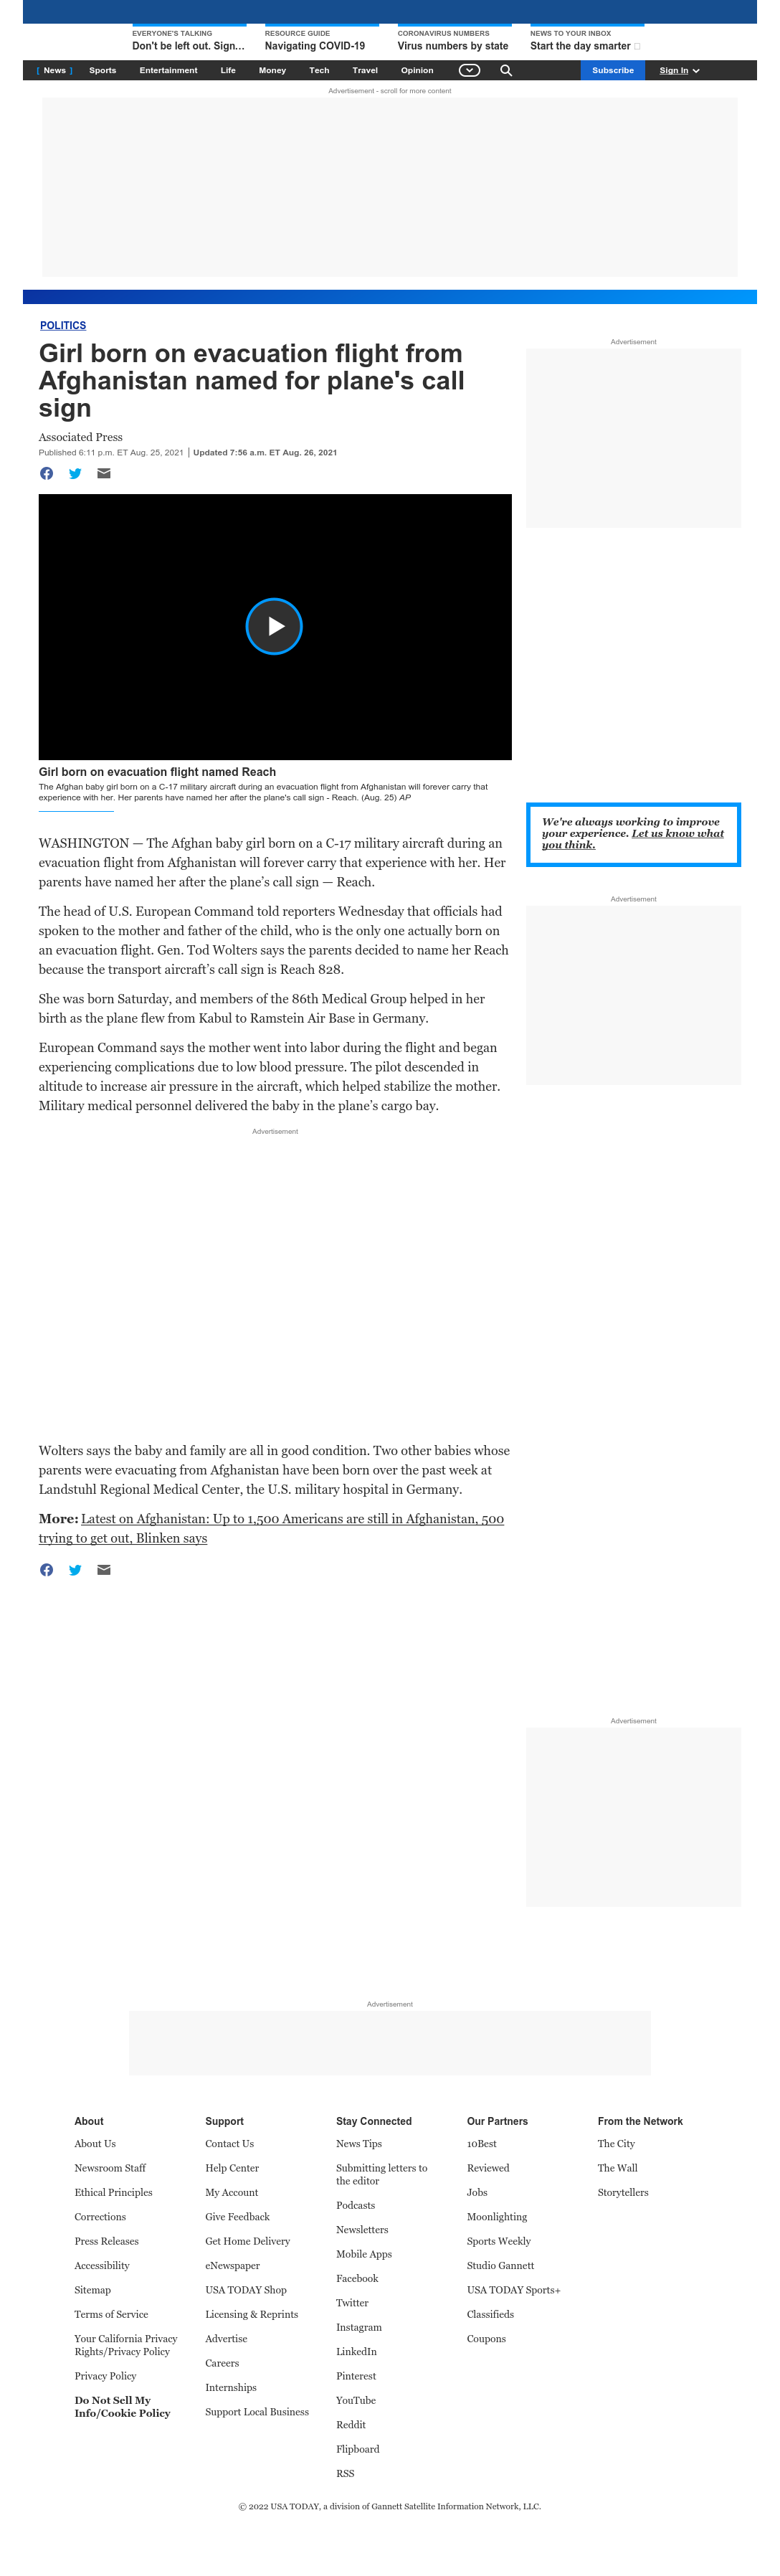 EVERYONE'S TALKING
Don't be left out. Sign…
RESOURCE GUIDE
Navigating COVID-19
CORONAVIRUS NUMBERS
Virus numbers by state
NEWS TO YOUR INBOX
Start the day smarter
[ News ] Sports Entertainment Life Money Tech Travel Opinion Subscribe Sign In
Advertisement - scroll for more content
POLITICS
Girl born on evacuation flight from
Afghanistan named for plane's call
sign
Associated Press
Published 6:11 p.m. ET Aug. 25, 2021 | Updated 7:56 a.m. ET Aug. 26, 2021
Girl born on evacuation flight named Reach
The Afghan baby girl born on a C-17 military aircraft during an evacuation flight from Afghanistan will forever carry that
experience with her. Her parents have named her after the plane's call sign - Reach. (Aug. 25) AP
WASHINGTON — The Afghan baby girl born on a C-17 military aircraft during an
evacuation flight from Afghanistan will forever carry that experience with her. Her
parents have named her after the plane’s call sign — Reach.
The head of U.S. European Command told reporters Wednesday that officials had
spoken to the mother and father of the child, who is the only one actually born on
an evacuation flight. Gen. Tod Wolters says the parents decided to name her Reach
because the transport aircraft’s call sign is Reach 828.
She was born Saturday, and members of the 86th Medical Group helped in her
birth as the plane flew from Kabul to Ramstein Air Base in Germany.
European Command says the mother went into labor during the flight and began
experiencing complications due to low blood pressure. The pilot descended in
altitude to increase air pressure in the aircraft, which helped stabilize the mother.
Military medical personnel delivered the baby in the plane’s cargo bay.
Advertisement
Wolters says the baby and family are all in good condition. Two other babies whose
parents were evacuating from Afghanistan have been born over the past week at
Landstuhl Regional Medical Center, the U.S. military hospital in Germany.
More: Latest on Afghanistan: Up to 1,500 Americans are still in Afghanistan, 500
trying to get out, Blinken says
Advertisement
We're always working to improve
your experience. Let us know what
you think.
Advertisement
Advertisement
Advertisement
About
About Us
Newsroom Staff
Ethical Principles
Corrections
Press Releases
Accessibility
Sitemap
Terms of Service
Your California Privacy
Rights/Privacy Policy
Privacy Policy
Do Not Sell My
Info/Cookie Policy
Support
Contact Us
Help Center
My Account
Give Feedback
Get Home Delivery
eNewspaper
USA TODAY Shop
Licensing & Reprints
Advertise
Careers
Internships
Support Local Business
Stay Connected
News Tips
Submitting letters to
the editor
Podcasts
Newsletters
Mobile Apps
Facebook
Twitter
Instagram
LinkedIn
Pinterest
YouTube
Reddit
Flipboard
RSS
Our Partners
10Best
Reviewed
Jobs
Moonlighting
Sports Weekly
Studio Gannett
USA TODAY Sports+
Classifieds
Coupons
From the Network
The City
The Wall
Storytellers
© 2022 USA TODAY, a division of Gannett Satellite Information Network, LLC.